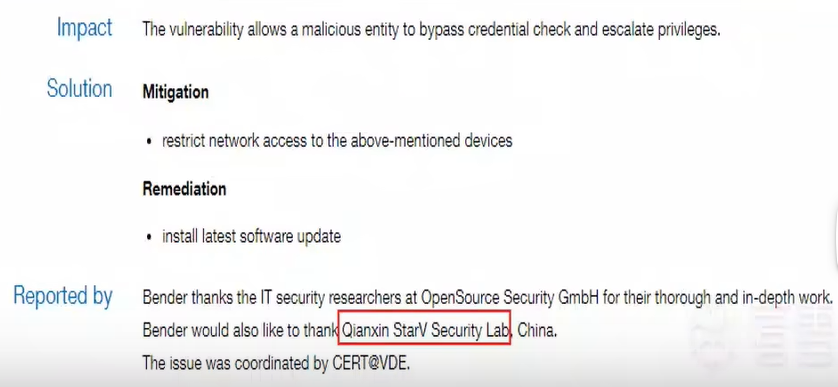 Impact The vulnerability allows a malicious entity to bypass credential check and escalate privileges.
Solution Mitigation
• restrict network access to the above-mentioned devices
Remediation
• install latest software update
Reported by Bender thanks the IT security researchers at OpenSource Security GmbH for their thorough and in-depth work.
Bender would also like to thank Qianxin StarV Security Lab, China.
The issue was coordinated by CERT@VDE.